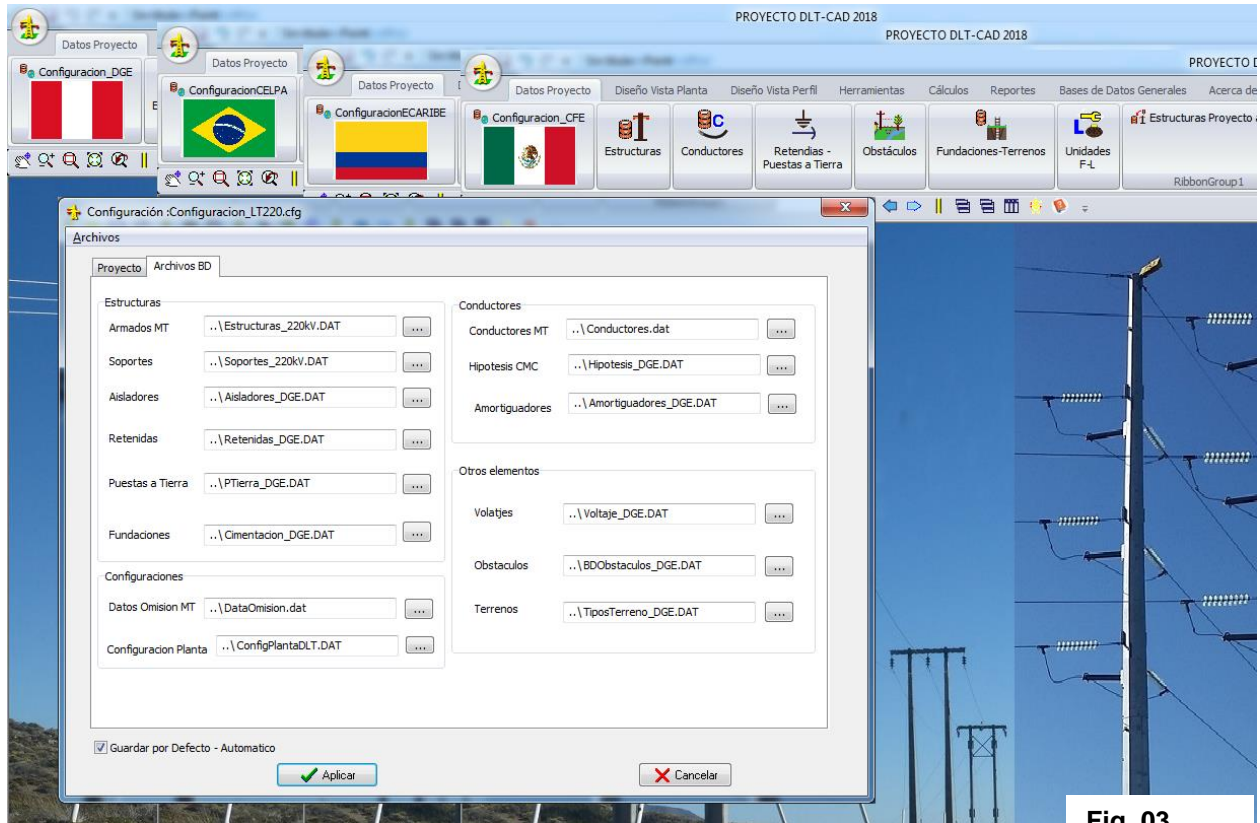 PROYECTO DLT-CAD 2018
PROYECTO DLT-CAD 2018
PROYECTO D
Datos Proyecto
Configuracion_DGE
Datos Proyecto
ConfiguracionCELPA
Datos Proyecto
ConfiguracionECARIBE
Datos Proyecto
Diseño Vista Planta
Diseño Vista Perfil
Herramientas
Cálculos
Reportes
Bases de Datos Generales
Acerca de
Configuracion_CFE
Estructuras
Conductores
Retendias -
Puestas a Tierra
Obstáculos
Fundaciones-Terrenos
Unidades
F-L
Estructuras Proyecto
RibbonGroup1
Configuración :Configuracion_LT220.cfg
Archivos
Proyecto
Archivos BD
Estructuras
Armados MT ..\Estructuras_220kV.DAT ...
Soportes ..\Soportes_220kV.DAT ...
Aisladores ..\Aisladores_DGE.DAT ...
Retenidas ..\Retenidas_DGE.DAT ...
Puestas a Tierra ..\PTierra_DGE.DAT ...
Fundaciones ..\Cimentacion_DGE.DAT ...
Configuraciones
Datos Omision MT ..\DataOmision.dat ...
Configuracion Planta ..\ConfigPlantaDLT.DAT ...
Conductores
Conductores MT ..\Conductores.dat ...
Hipotesis CMC ..\Hipotesis_DGE.DAT ...
Amortiguadores ..\Amortiguadores_DGE.DAT ...
Otros elementos
Volatjes ..\Voltaje_DGE.DAT ...
Obstaculos ..\BDObstaculos_DGE.DAT ...
Terrenos ..\TiposTerreno_DGE.DAT ...
Guardar por Defecto - Automatico
Aplicar
Cancelar
Fig. 03